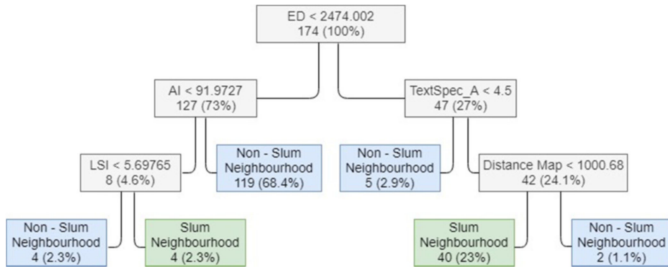 ED < 2474.002
174 (100%)
AI < 91.9727
127 (73%)
TextSpec_A < 4.5
47 (27%)
LSI < 5.69765
8 (4.6%)
Non - Slum
Neighbourhood
119 (68.4%)
Non - Slum
Neighbourhood
5 (2.9%)
Distance Map < 1000.68
42 (24.1%)
Non - Slum
Neighbourhood
4 (2.3%)
Slum
Neighbourhood
4 (2.3%)
Slum
Neighbourhood
40 (23%)
Non - Slum
Neighbourhood
2 (1.1%)